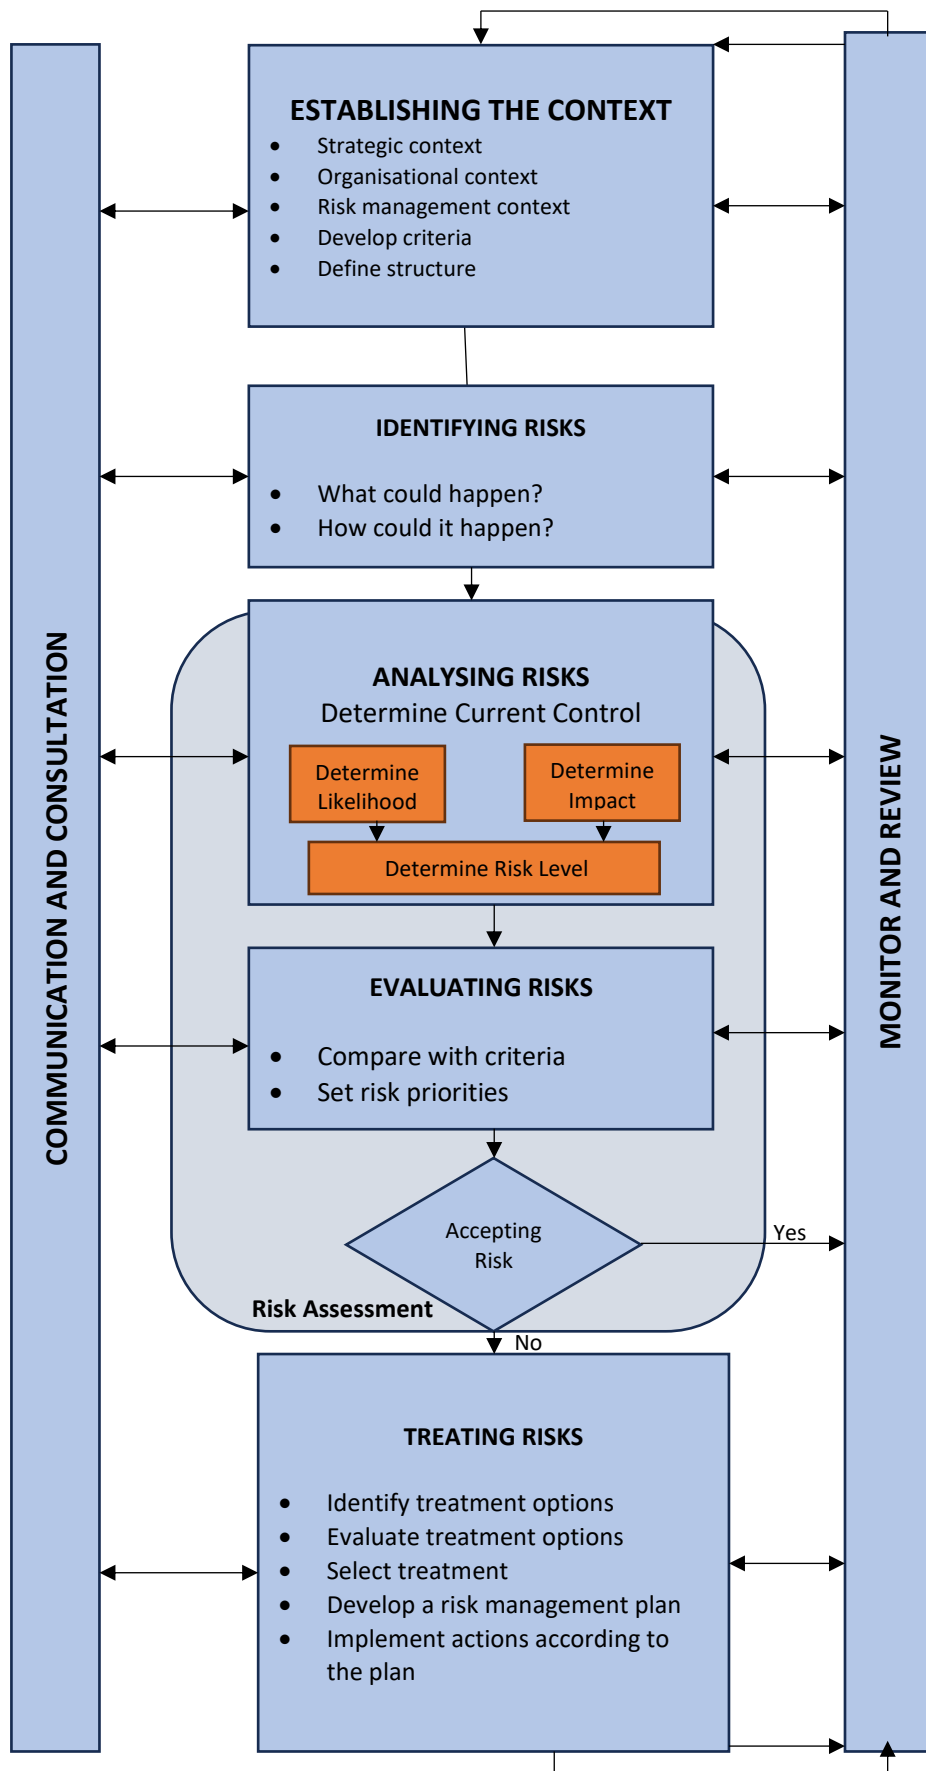 ESTABLISHING THE CONTEXT
• Strategic context
• Organisational context
• Risk management context
• Develop criteria
• Define structure
IDENTIFYING RISKS
• What could happen?
• How could it happen?
COMMUNICATION AND CONSULTATION
MONITOR AND REVIEW
ANALYSING RISKS
Determine Current Control
Determine
Likelihood
Determine
Impact
Determine Risk Level
EVALUATING RISKS
• Compare with criteria
• Set risk priorities
Accepting
Risk
Yes
Risk Assessment
No
TREATING RISKS
• Identify treatment options
• Evaluate treatment options
• Select treatment
• Develop a risk management plan
• Implement actions according to
the plan